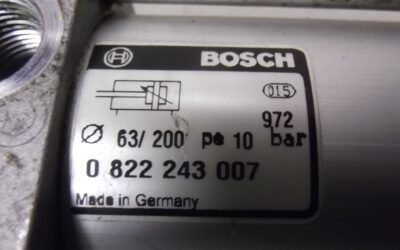 BOSCH
015
972
Ø 63/ 200 pe 10 bar
0 822 243 007
Made in Germany